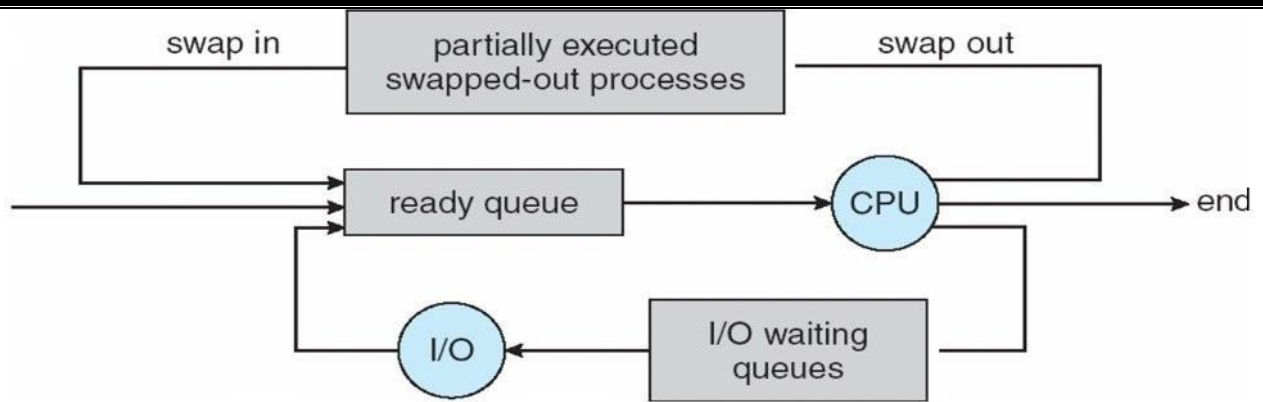 swap in
partially executed
swapped-out processes
swap out
ready queue
CPU
end
I/O
I/O waiting
queues